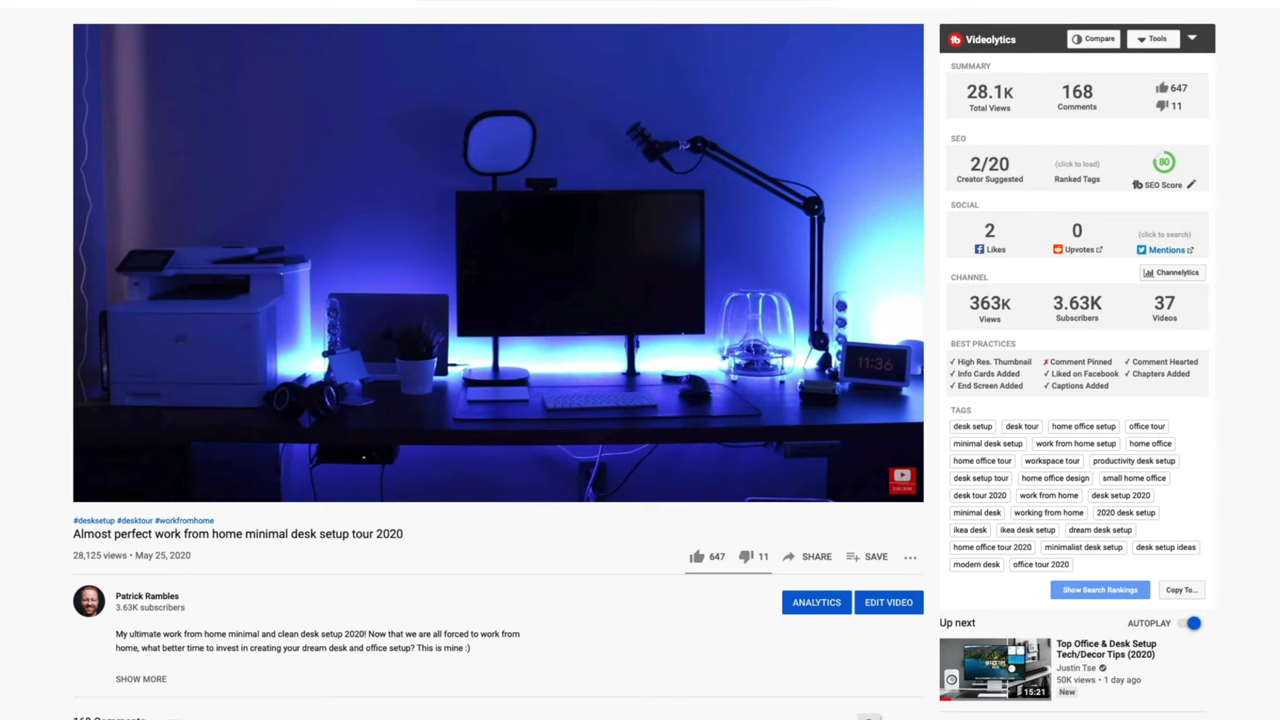 11:36
#desksetup #desktour #workfromhome
Almost perfect work from home minimal desk setup tour 2020
28,125 views • May 25, 2020
647
11
SHARE
SAVE
Patrick Rambles
3.63K subscribers
ANALYTICS
EDIT VIDEO
My ultimate work from home minimal and clean desk setup 2020! Now that we are all forced to work from
home, what better time to invest in creating your dream desk and office setup? This is mine :)
SHOW MORE
Videolytics
Compare
Tools
SUMMARY
28.1K
168
647
Total Views
Comments
11
SEO
2/20
(click to load)
80
Creator Suggested
Ranked Tags
SEO Score
SOCIAL
2
0
(click to search)
Likes
Upvotes
Mentions
CHANNEL
Channelytics
363K
3.63K
37
Views
Subscribers
Videos
BEST PRACTICES
✓ High Res. Thumbnail ✗ Comment Pinned ✓ Comment Hearted
✓ Info Cards Added ✓ Liked on Facebook ✓ Chapters Added
✓ End Screen Added ✓ Captions Added
TAGS
desk setup desk tour home office setup office tour
minimal desk setup work from home setup home office
home office tour workspace tour productivity desk setup
desk setup tour home office design small home office
desk tour 2020 work from home desk setup 2020
minimal desk working from home 2020 desk setup
ikea desk ikea desk setup dream desk setup
home office tour 2020 minimalist desk setup desk setup ideas
modern desk office tour 2020
Show Search Rankings
Copy To...
Up next
AUTOPLAY
Top Office & Desk Setup
Tech/Decor Tips (2020)
Justin Tse
50K views • 1 day ago
New
15:21